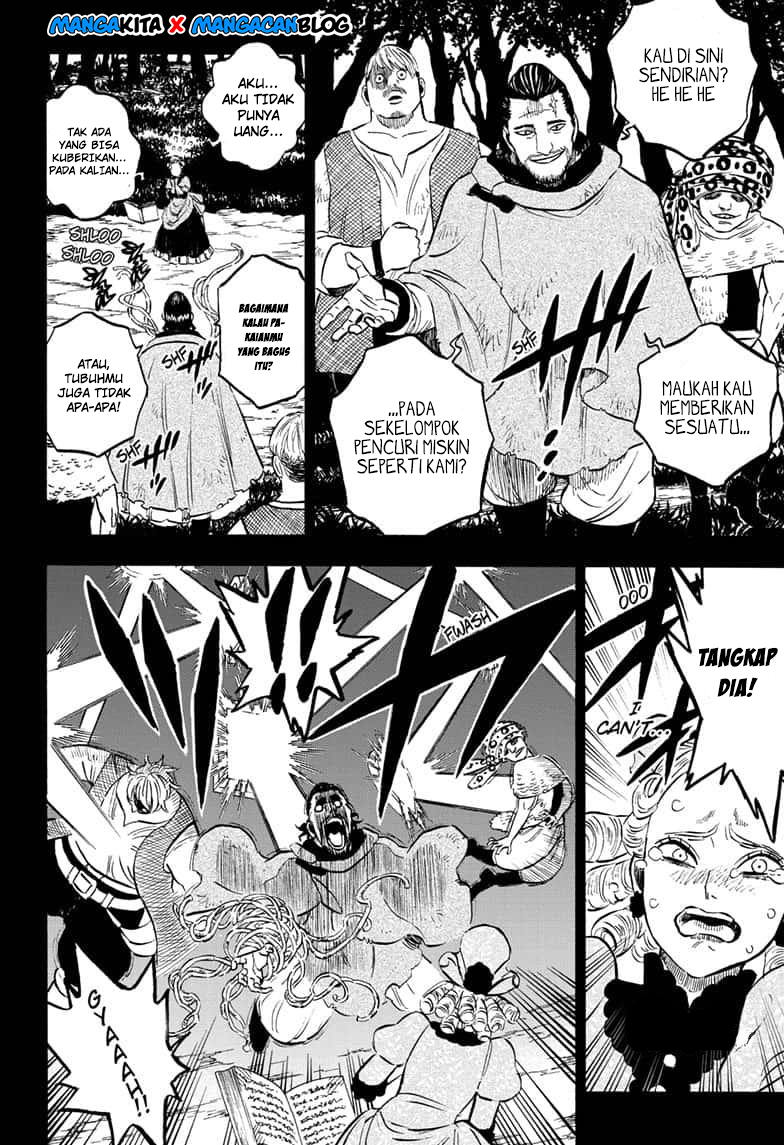 MANGAKITA X MANGACANBLOG
KAU DI SINI
SENDIRIAN?
HE HE HE
SHF
MAUKAH KAU
MEMBERIKAN
SESUATU...
...PADA
SEKELOMPOK
PENCURI MISKIN
SEPERTI KAMI?
AKU...
AKU TIDAK
PUNYA
UANG...
TAK ADA
YANG BISA
KUBERIKAN...
PADA KALIAN...
SHLOO
SHLOO
BAGAIMANA
KALAU PA-
KAIANMU
YANG BAGUS
ITU?
SHF
ATAU,
TUBUHMU
JUGA TIDAK
APA-APA!
SHF
OOO
TANGKAP
DIA!
I
CAN'T...
FWASH
GYAAAH!!